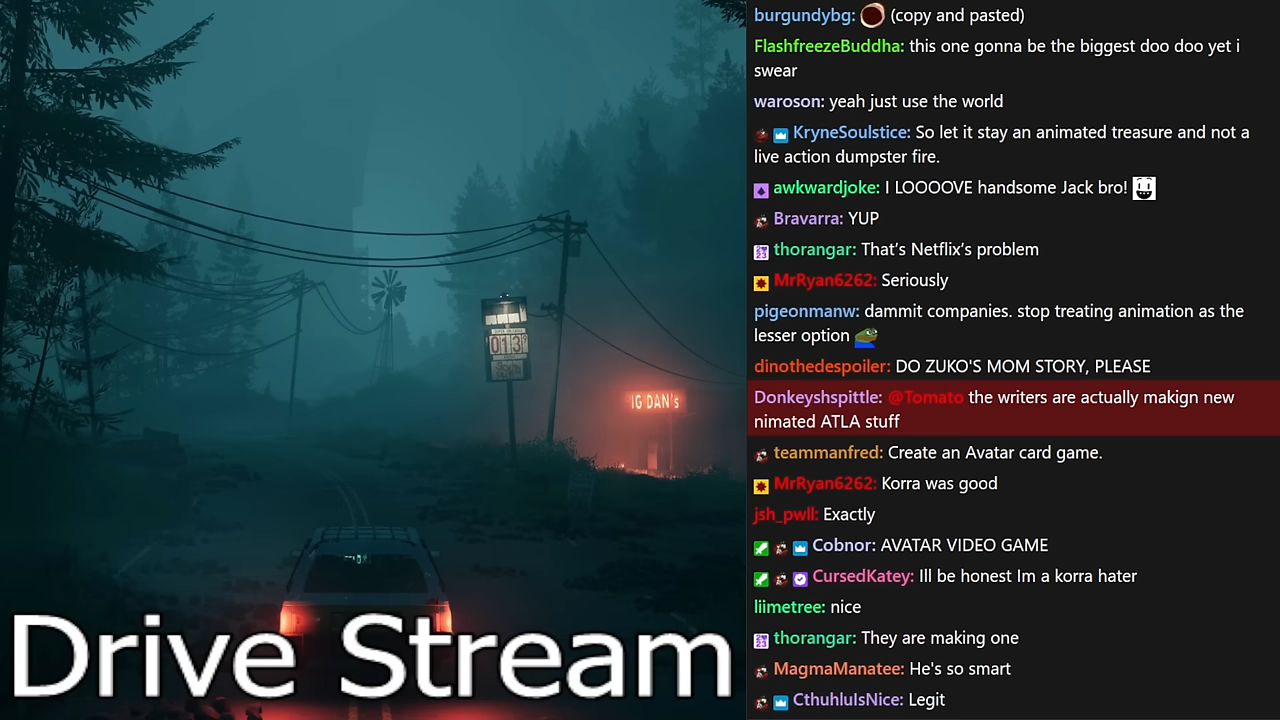 013
IG DAN's
Drive Stream
burgundybg: (copy and pasted)
FlashfreezeBuddha: this one gonna be the biggest doo doo yet i
swear
waroson: yeah just use the world
KryneSoulstice: So let it stay an animated treasure and not a
live action dumpster fire.
awkwardjoke: I LOOOOVE handsome Jack bro!
Bravarra: YUP
thorangar: That's Netflix's problem
MrRyan6262: Seriously
pigeonmanw: dammit companies. stop treating animation as the
lesser option
dinothedespoiler: DO ZUKO'S MOM STORY, PLEASE
Donkeyshspittle: @Tomato the writers are actually makign new
nimated ATLA stuff
teammanfred: Create an Avatar card game.
MrRyan6262: Korra was good
jsh_pwll: Exactly
Cobnor: AVATAR VIDEO GAME
CursedKatey: Ill be honest Im a korra hater
liimetree: nice
thorangar: They are making one
MagmaManatee: He's so smart
CthuhluIsNice: Legit